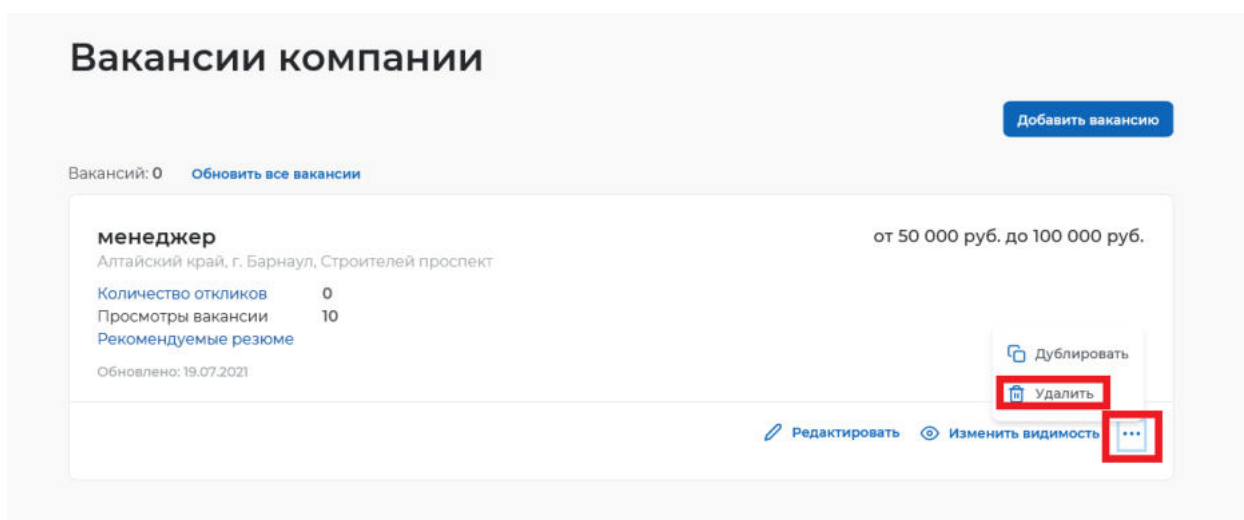 Вакансии компании
Добавить вакансию
Вакансий: 0 Обновить все вакансии
менеджер от 50 000 руб. до 100 000 руб.
Алтайский край, г. Барнаул, Строителей проспект
Количество откликов 0
Просмотры вакансии 10
Рекомендуемые резюме
Дублировать
Обновлено: 19.07.2021
Удалить
Редактировать Изменить видимость ...